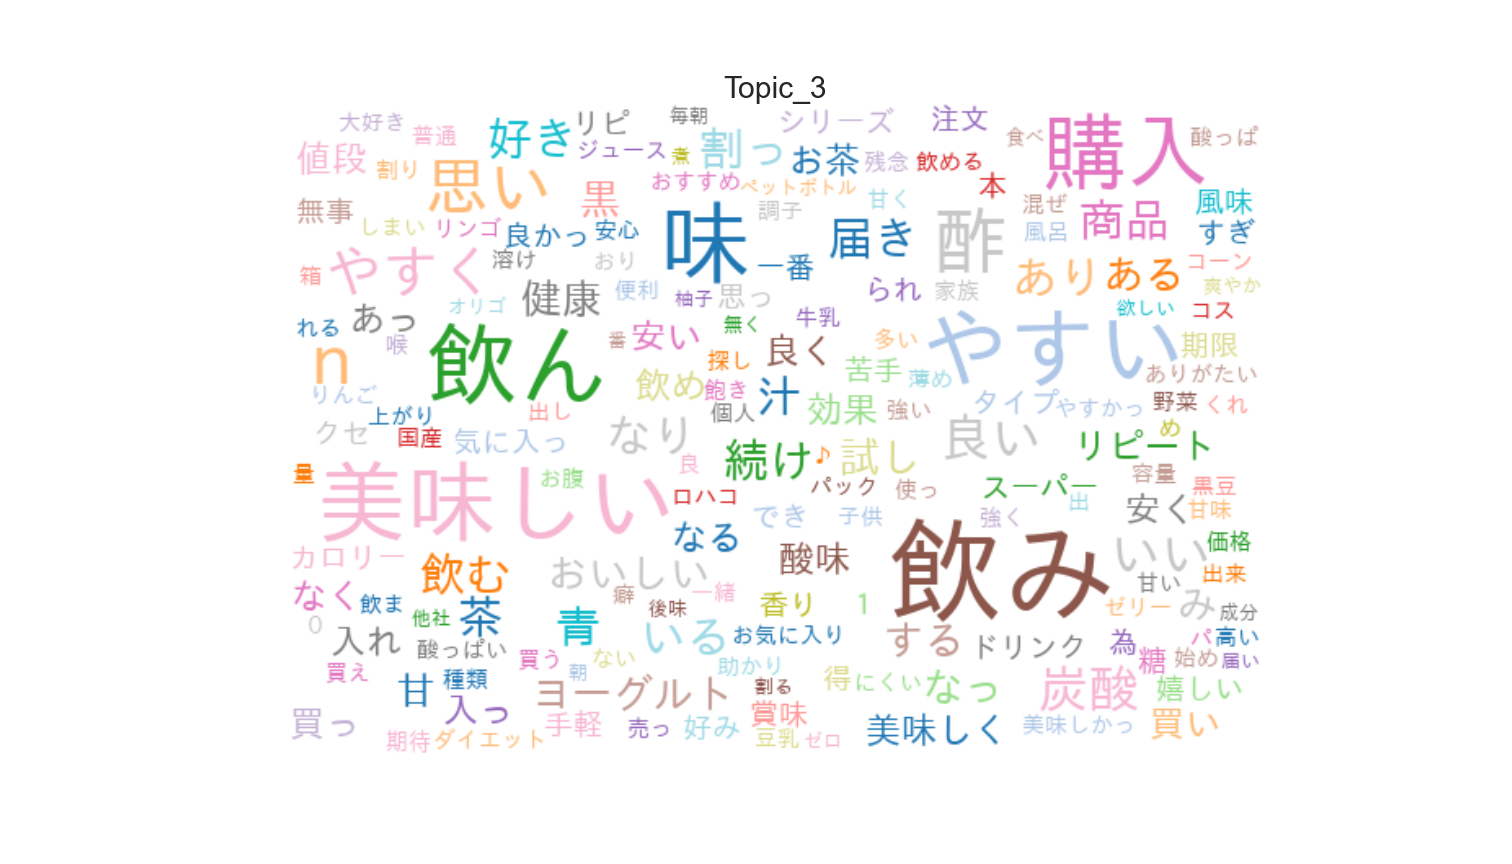 Topic_3
大好き
普通
好き
リピ
毎朝
シリーズ
注文
食べ
購入
酸っぱ
値段
割り
思い
ジュース
煮
割っ
お茶
残念
飲める
本
おすすめ
ペットボトル
甘く
無事
黒
調子
混ぜ
商品
風味
しまい
リンゴ
良かっ
安心
味
届き
酢
風呂
すぎ
箱
やすく
溶け
おり
一番
あり
ある
コーン
健康
便利
柚子
思っ
られ
家族
爽やか
オリゴ
欲しい
コス
れる
あっ
喉
飲ん
番
安い
無く
牛乳
多い
やすい
期限
n
探し
良く
苦手
薄め
ありがたい
りんご
飲め
飽き
汁
効果
強い
タイプ
やすかっ
野菜
くれ
上がり
出し
個人
クセ
国産
気に入っ
なり
良い
リピート
め
続け
♪
試し
良
量
美味しい
お腹
ロハコ
パック
使っ
スーパー
出
容量
黒豆
安く
甘味
でき
子供
強く
なる
カロリー
飲む
おいしい
酸味
飲み
いい
価格
甘い
出来
なく
飲ま
他社
茶
癖
後味
一緒
香り
1
ゼリー
み
成分
0
入れ
酸っぱい
青
いる
お気に入り
する
ドリンク
為
パ
高い
買え
買う
朝
ない
助かり
糖
始め
届い
甘
種類
ヨーグルト
割る
得
にくい
なっ
炭酸
嬉しい
買っ
入っ
手軽
売っ
好み
賞味
美味しく
美味しかっ
買い
期待
ダイエット
豆乳
ゼロ